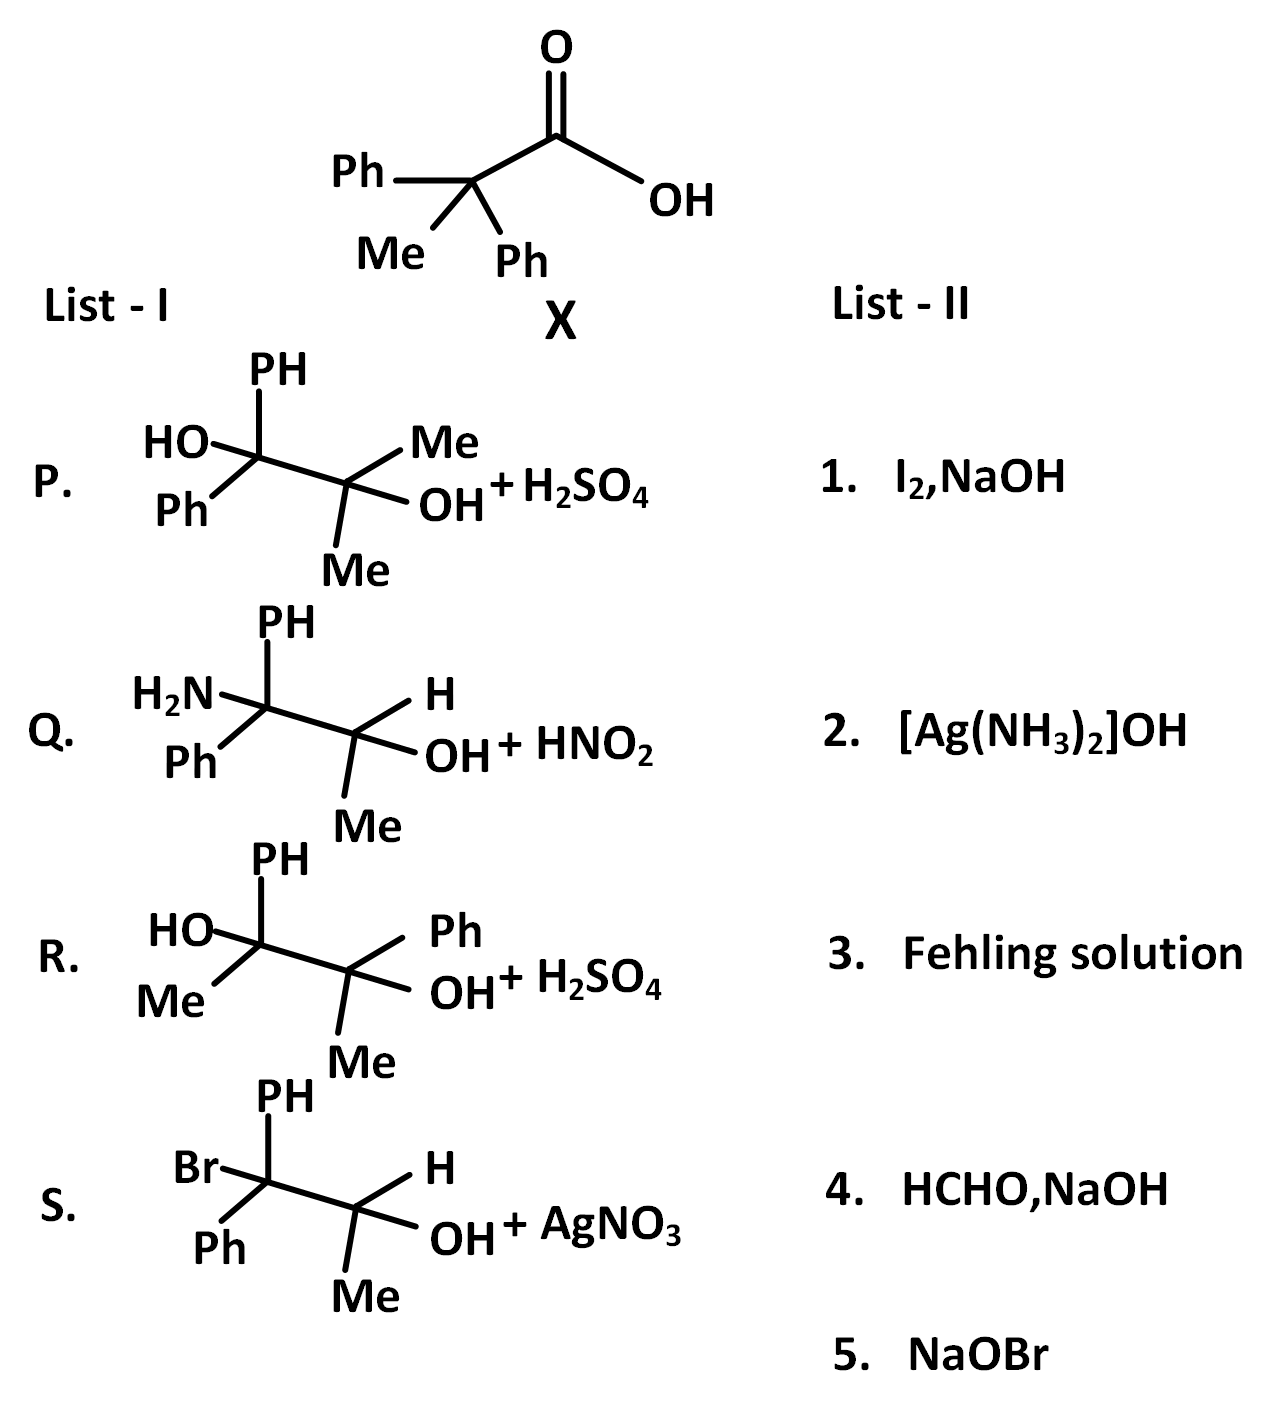 O
Ph
OH
Me
Ph
List - I
X
List - II
PH
HO
Me
P.
Ph
OH + H₂SO₄
1. I₂,NaOH
Me
PH
H₂N
H
Q.
Ph
OH + HNO₂
2. [Ag(NH₃)₂]OH
Me
PH
HO
Ph
R.
Me
OH + H₂SO₄
3. Fehling solution
Me
PH
Br
H
S.
Ph
OH + AgNO₃
4. HCHO,NaOH
Me
5. NaOBr